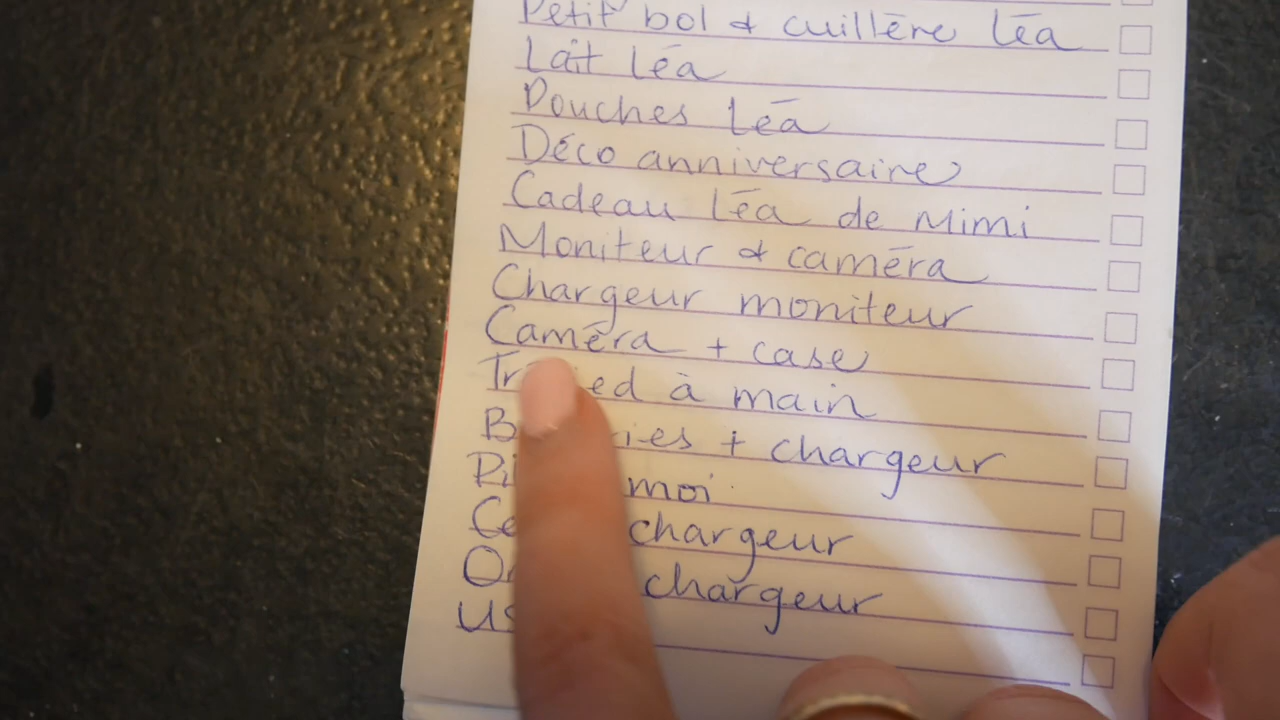 Petit bol & cuillère Léa
Lait Léa
Douches Léa
Déco anniversaire
Cadeau Léa de Mimi
Moniteur & caméra
Chargeur moniteur
Caméra + case
à main
+ chargeur
moi
chargeur
chargeur